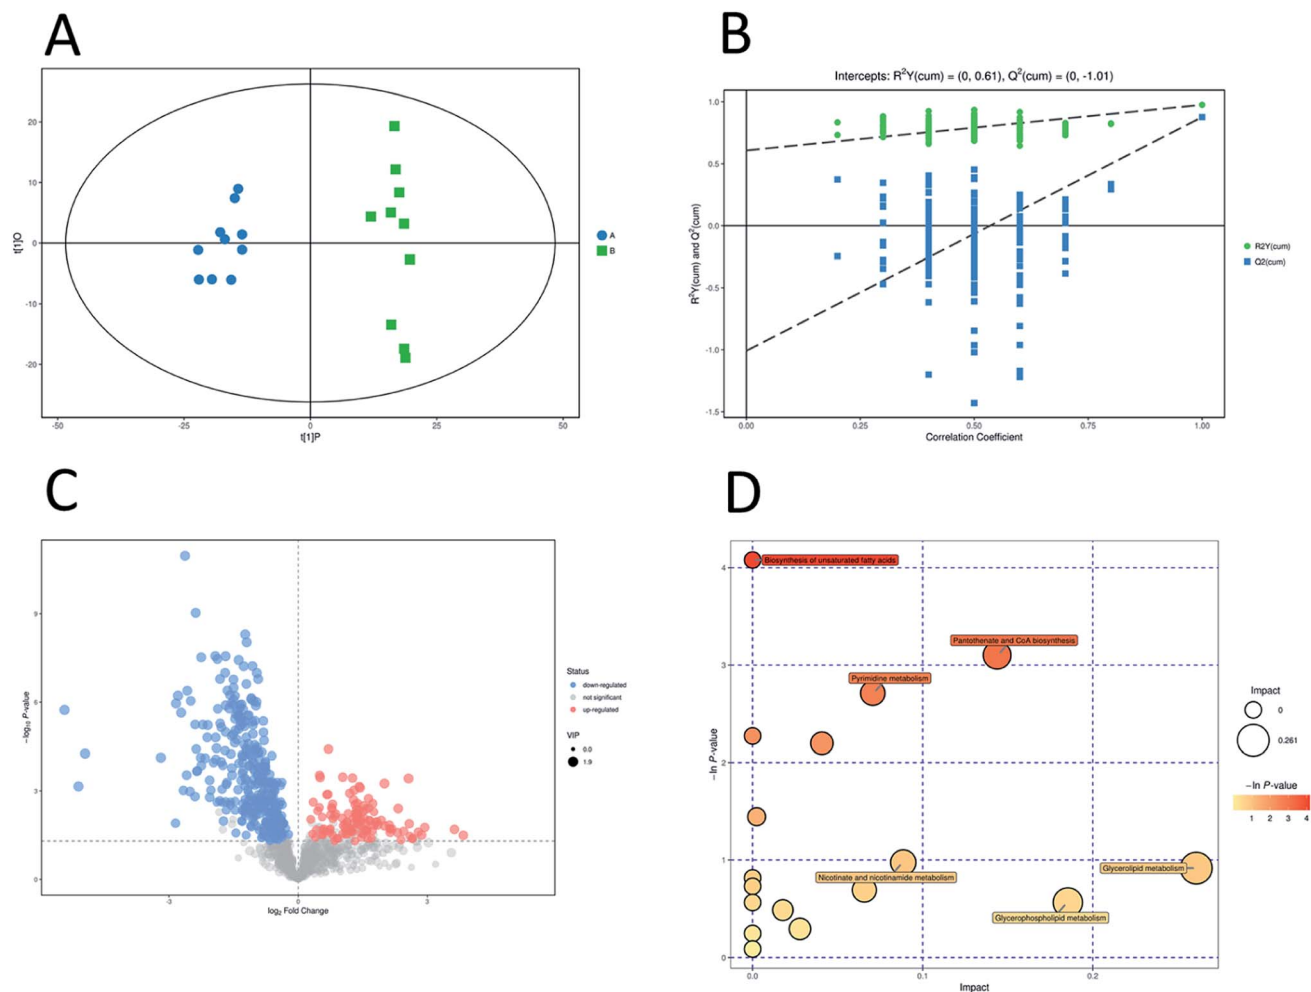 A
20
10
0
-10
-20
t[1]O
-50
-25
0
25
50
t[1]P
A
B
B
Intercepts: R²Y(cum) = (0, 0.61), Q²(cum) = (0, -1.01)
1.0
0.5
0.0
-0.5
-1.0
-1.5
R²Y(cum) and Q²(cum)
0.00
0.25
0.50
0.75
1.00
Correlation Coefficient
R2Y(cum)
Q2(cum)
C
9
6
3
0
−log₁₀ P-value
-3
0
3
log₂ Fold Change
Status
down-regulated
not significant
up-regulated
VIP
0.0
1.9
D
4
3
2
1
0
−ln P-value
Biosynthesis of unsaturated fatty acids
Pantothenate and CoA biosynthesis
Pyrimidine metabolism
Glycerolipid metabolism
Nicotinate and nicotinamide metabolism
Glycerophospholipid metabolism
0.0
0.1
0.2
Impact
Impact
0
0.261
−ln P-value
1 2 3 4